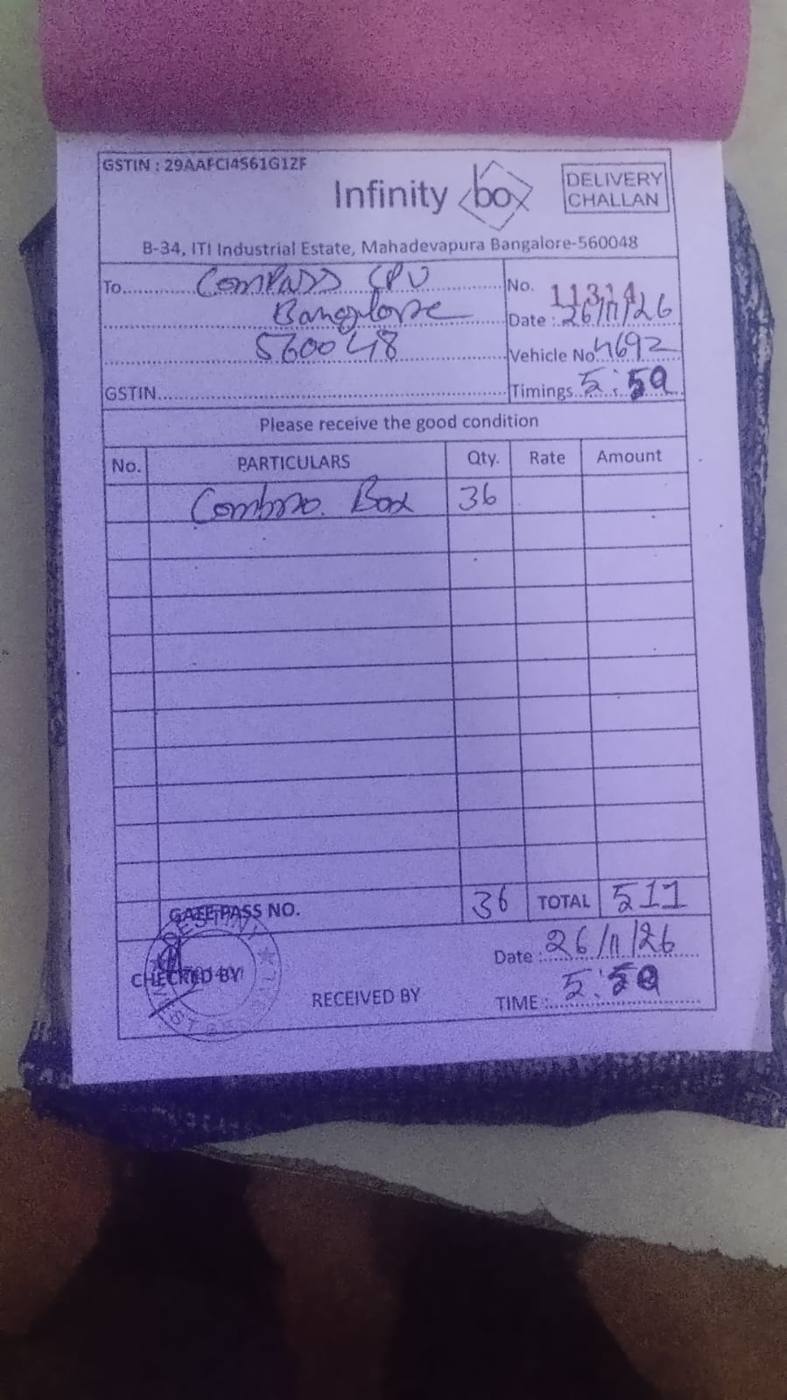 GSTIN : 29AAFCI4561G1ZF
Infinity box
DELIVERY
CHALLAN
B-34, ITI Industrial Estate, Mahadevapura Bangalore-560048
To Compass CPU
Bangalore
560048
GSTIN
No. 11314
Date : 26/11/26
Vehicle No. 4692
Timings 5:50
Please receive the good condition
No. PARTICULARS Qty. Rate Amount
Combo Box 36
GATE PASS NO. 36 TOTAL 511
CHECKED BY
RECEIVED BY
Date : 26/11/26
TIME : 5:50